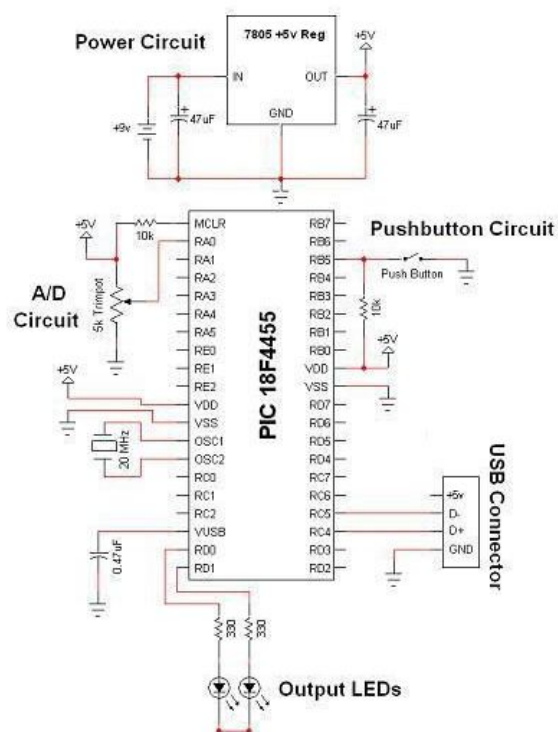 Power Circuit
7805 +5v Reg
+5V
IN
OUT
GND
+9v
+
47uF
+
47uF
+5V
10k
A/D
Circuit
5k Trimpot
PIC 18F4455
MCLR
RA0
RA1
RA2
RA3
RA4
RA5
RE0
RE1
RE2
VDD
VSS
OSC1
OSC2
RC0
RC1
RC2
VUSB
RD0
RD1
RB7
RB6
RB5
RB4
RB3
RB2
RB1
RB0
VDD
VSS
RD7
RD6
RD5
RD4
RC7
RC6
RC5
RC4
RD3
RD2
Pushbutton Circuit
Push Button
10k
+5V
+5V
20 MHz
0.47uF
USB Connector
+5v
D-
D+
GND
330
330
Output LEDs